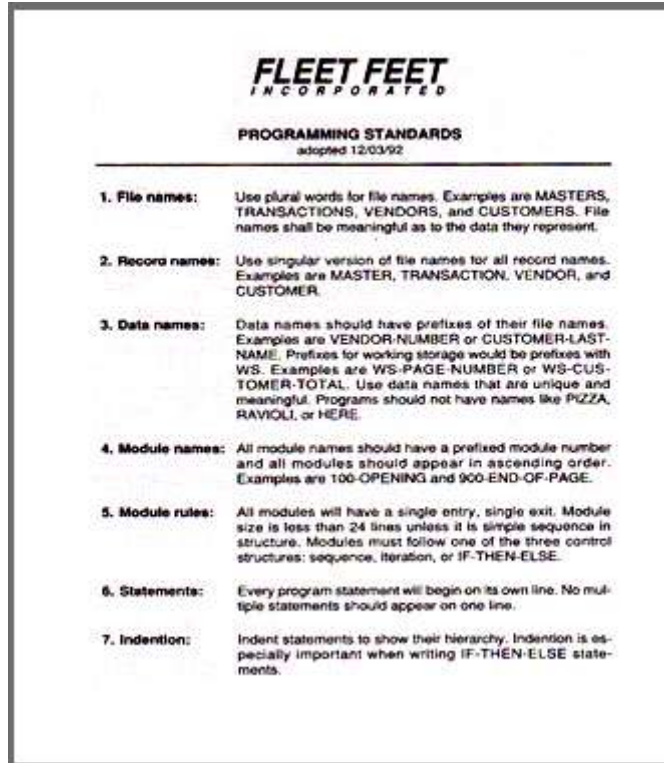 FLEET FEET
INCORPORATED
PROGRAMMING STANDARDS
adopted 12/03/92
1. File names: Use plural words for file names. Examples are MASTERS,
TRANSACTIONS, VENDORS, and CUSTOMERS. File
names shall be meaningful as to the data they represent.
2. Record names: Use singular version of file names for all record names.
Examples are MASTER, TRANSACTION, VENDOR, and
CUSTOMER.
3. Data names: Data names should have prefixes of their file names.
Examples are VENDOR-NUMBER or CUSTOMER-LAST-
NAME. Prefixes for working storage would be prefixes with
WS. Examples are WS-PAGE-NUMBER or WS-CUS-
TOMER-TOTAL. Use data names that are unique and
meaningful. Programs should not have names like PIZZA,
RAVIOLI, or HERE.
4. Module names: All module names should have a prefixed module number
and all modules should appear in ascending order.
Examples are 100-OPENING and 900-END-OF-PAGE.
5. Module rules: All modules will have a single entry, single exit. Module
size is less than 24 lines unless it is simple sequence in
structure. Modules must follow one of the three control
structures: sequence, iteration, or IF-THEN-ELSE.
6. Statements: Every program statement will begin on its own line. No mul-
tiple statements should appear on one line.
7. Indention: Indent statements to show their hierarchy. Indention is es-
pecially important when writing IF-THEN-ELSE state-
ments.